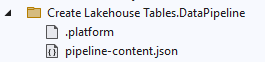 Create Lakehouse Tables.DataPipeline
.platform
pipeline-content.json